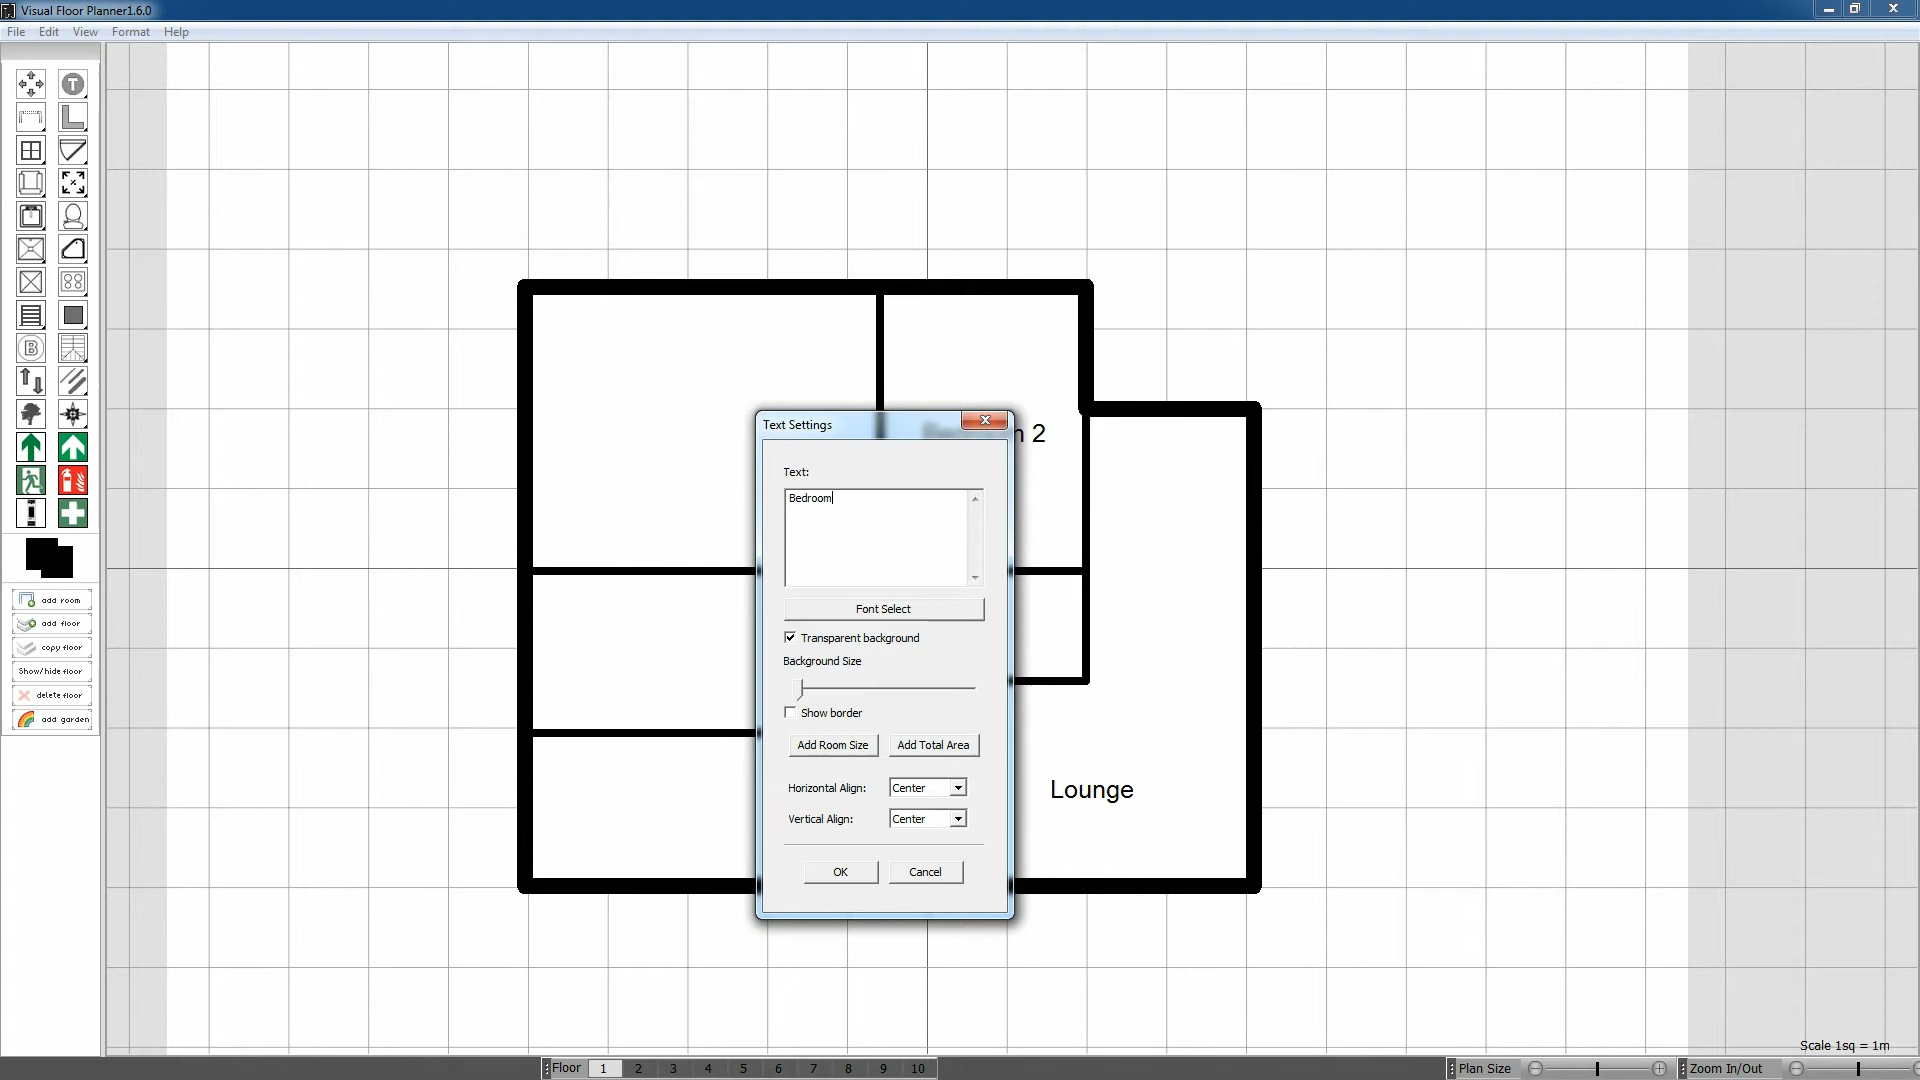 Visual Floor Planner1.6.0
File Edit View Format Help
T
B
add room
add floor
copy floor
Show/hide floor
delete floor
add garden
2
Lounge
Text Settings
Text:
Bedroom
Font Select
Transparent background
Background Size
Show border
Add Room Size Add Total Area
Horizontal Align: Center
Vertical Align: Center
OK Cancel
Scale 1sq = 1m
Floor 1 2 3 4 5 6 7 8 9 10
Plan Size Zoom In/Out